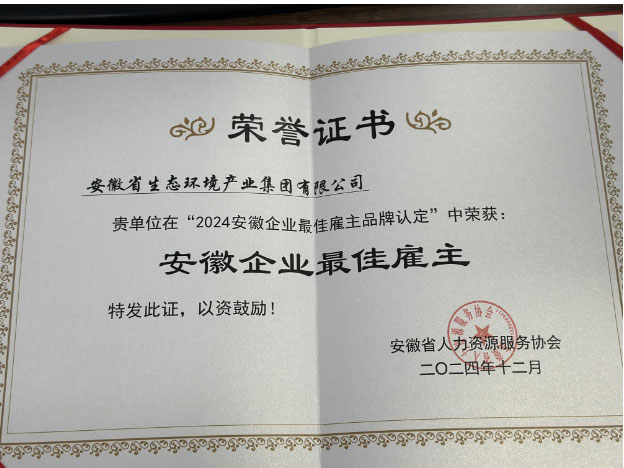 荣誉证书
安徽省生态环境产业集团有限公司
贵单位在“2024安徽企业最佳雇主品牌认定”中荣获：
安徽企业最佳雇主
特发此证，以资鼓励！
安徽省人力资源服务协会
二〇二四年十二月